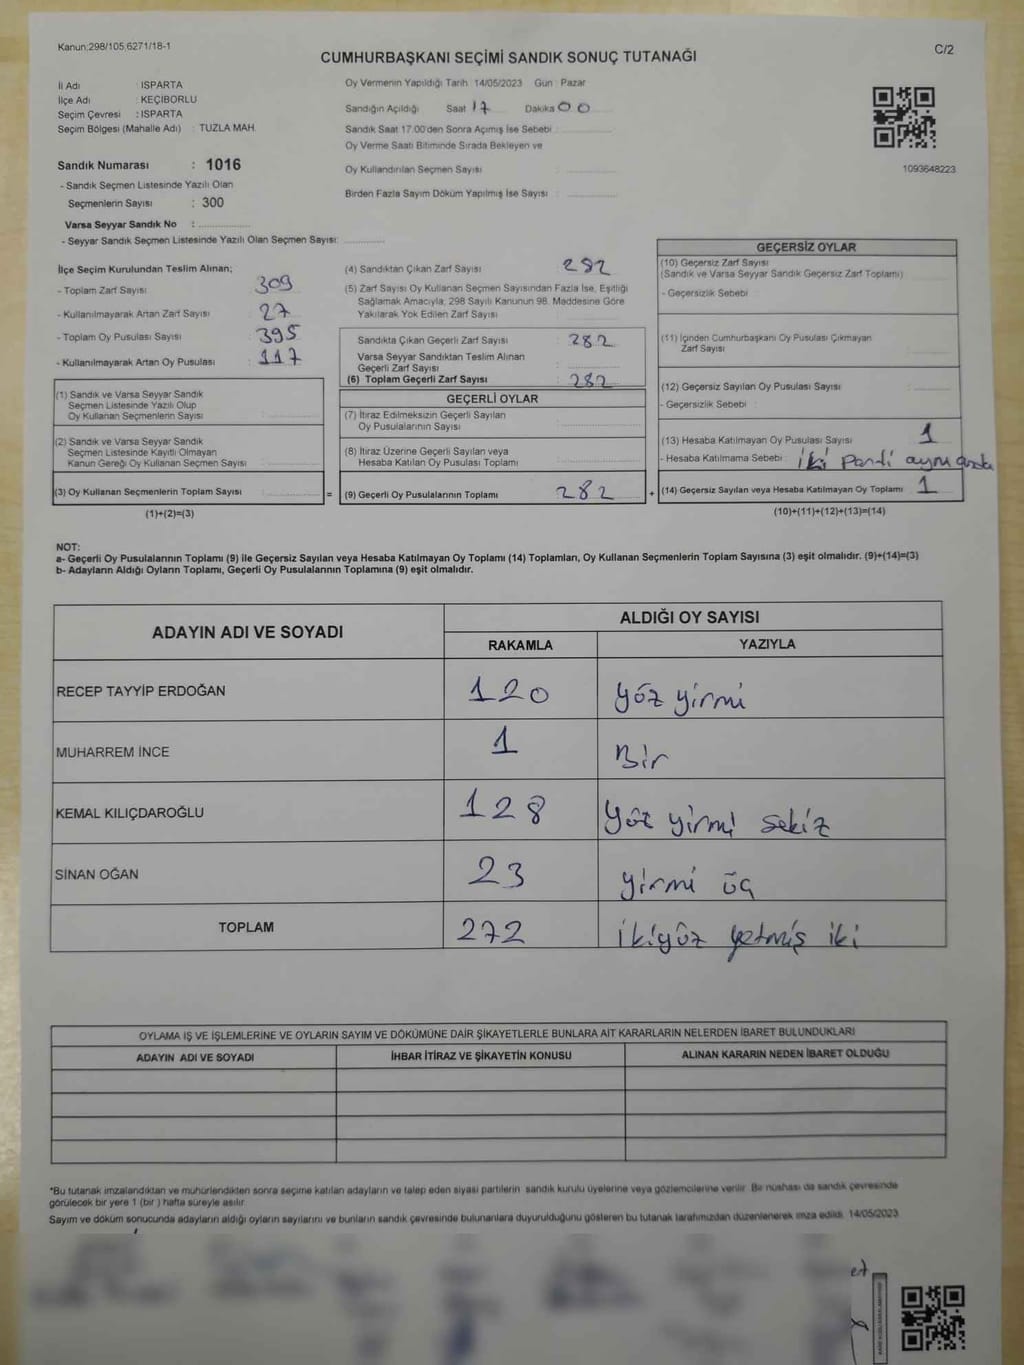 Kanun;298/105,6271/18-1
CUMHURBAŞKANI SEÇİMİ SANDIK SONUÇ TUTANAĞI
C/2
İl Adı : ISPARTA
İlçe Adı : KEÇİBORLU
Seçim Çevresi : ISPARTA
Seçim Bölgesi (Mahalle Adı) : TUZLA MAH.
Sandık Numarası : 1016
- Sandık Seçmen Listesinde Yazılı Olan
Seçmenlerin Sayısı : 300
Varsa Seyyar Sandık No :
- Seyyar Sandık Seçmen Listesinde Yazılı Olan Seçmen Sayısı:
Oy Vermenin Yapıldığı Tarih :14/05/2023 Gün : Pazar
Sandığın Açıldığı Saat 17 Dakika 00
Sandık Saat 17.00'den Sonra Açımış İse Sebebi :
Oy Verme Saati Bitiminde Sırada Bekleyen ve
Oy Kullandırılan Seçmen Sayısı :
Birden Fazla Sayım Döküm Yapılmış İse Sayısı :
1093648223
İlçe Seçim Kurulundan Teslim Alınan;
- Toplam Zarf Sayısı : 309
- Kullanılmayarak Artan Zarf Sayısı : 27
- Toplam Oy Pusulası Sayısı : 395
- Kullanılmayarak Artan Oy Pusulası : 117
(1) Sandık ve Varsa Seyyar Sandık
Seçmen Listesinde Yazılı Olup
Oy Kullanan Seçmenlerin Sayısı :
(2) Sandık ve Varsa Seyyar Sandık
Seçmen Listesinde Kayıtlı Olmayan
Kanun Gereği Oy Kullanan Seçmen Sayısı :
(3) Oy Kullanan Seçmenlerin Toplam Sayısı : =
(1)+(2)=(3)
(4) Sandıktan Çıkan Zarf Sayısı : 282
(5) Zarf Sayısı Oy Kullanan Seçmen Sayısından Fazla İse, Eşitliği
Sağlamak Amacıyla, 298 Sayılı Kanunun 98. Maddesine Göre
Yakılarak Yok Edilen Zarf Sayısı :
Sandıkta Çıkan Geçerli Zarf Sayısı : 282
Varsa Seyyar Sandıktan Teslim Alınan
Geçerli Zarf Sayısı :
(6) Toplam Geçerli Zarf Sayısı : 282
GEÇERLİ OYLAR
(7) İtiraz Edilmeksizin Geçerli Sayılan
Oy Pusulalarının Sayısı :
(8) İtiraz Üzerine Geçerli Sayılan veya
Hesaba Katılan Oy Pusulası Toplamı :
(9) Geçerli Oy Pusulalarının Toplamı : 282 +
GEÇERSİZ OYLAR
(10) Geçersiz Zarf Sayısı
(Sandık ve Varsa Seyyar Sandık Geçersiz Zarf Toplamı) :
- Geçersizlik Sebebi :
(11) İçinden Cumhurbaşkanı Oy Pusulası Çıkmayan
Zarf Sayısı :
(12) Geçersiz Sayılan Oy Pusulası Sayısı :
- Geçersizlik Sebebi :
(13) Hesaba Katılmayan Oy Pusulası Sayısı : 1
- Hesaba Katılmama Sebebi : iki parti aynı anda
(14) Geçersiz Sayılan veya Hesaba Katılmayan Oy Toplamı : 1
(10)+(11)+(12)+(13)=(14)
NOT:
a- Geçerli Oy Pusulalarının Toplamı (9) ile Geçersiz Sayılan veya Hesaba Katılmayan Oy Toplamı (14) Toplamları, Oy Kullanan Seçmenlerin Toplam Sayısına (3) eşit olmalıdır. (9)+(14)=(3)
b- Adayların Aldığı Oyların Toplamı, Geçerli Oy Pusulalarının Toplamına (9) eşit olmalıdır.
ADAYIN ADI VE SOYADI ALDIĞI OY SAYISI
RAKAMLA YAZIYLA
RECEP TAYYİP ERDOĞAN 120 yüz yirmi
MUHARREM İNCE 1 Bir
KEMAL KILIÇDAROĞLU 128 yüz yirmi sekiz
SİNAN OĞAN 23 yirmi üç
TOPLAM 272 ikiyüz yetmiş iki
OYLAMA İŞ VE İŞLEMLERİNE VE OYLARIN SAYIM VE DÖKÜMÜNE DAİR ŞİKAYETLERLE BUNLARA AİT KARARLARIN NELERDEN İBARET BULUNDUKLARI
ADAYIN ADI VE SOYADI İHBAR İTİRAZ VE ŞİKAYETİN KONUSU ALINAN KARARIN NEDEN İBARET OLDUĞU
*Bu tutanak imzalandıktan ve mühürlendikten sonra seçime katılan adayların ve talep eden siyasi partilerin sandık kurulu üyelerine veya gözlemcilerine verilir. Bir nüshası da sandık çevresinde
görülecek bir yere 1 (bir ) hafta süreyle asılır.
Sayım ve döküm sonucunda adayların aldığı oyların sayılarını ve bunların sandık çevresinde bulunanlara duyurulduğunu gösteren bu tutanak tarafımızdan düzenlenerek imza edildi. 14/05/2023